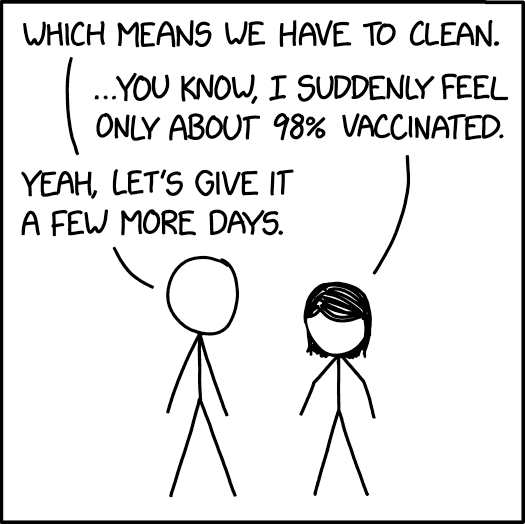 WHICH MEANS WE HAVE TO CLEAN.
...YOU KNOW, I SUDDENLY FEEL
ONLY ABOUT 98% VACCINATED.
YEAH, LET'S GIVE IT
A FEW MORE DAYS.